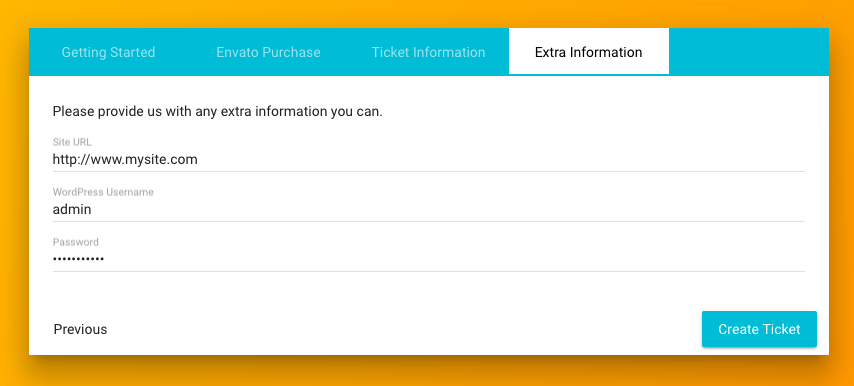 Getting Started Envato Purchase Ticket Information Extra Information
Please provide us with any extra information you can.
Site URL
http://www.mysite.com
WordPress Username
admin
Password
•••••••••••
Previous Create Ticket